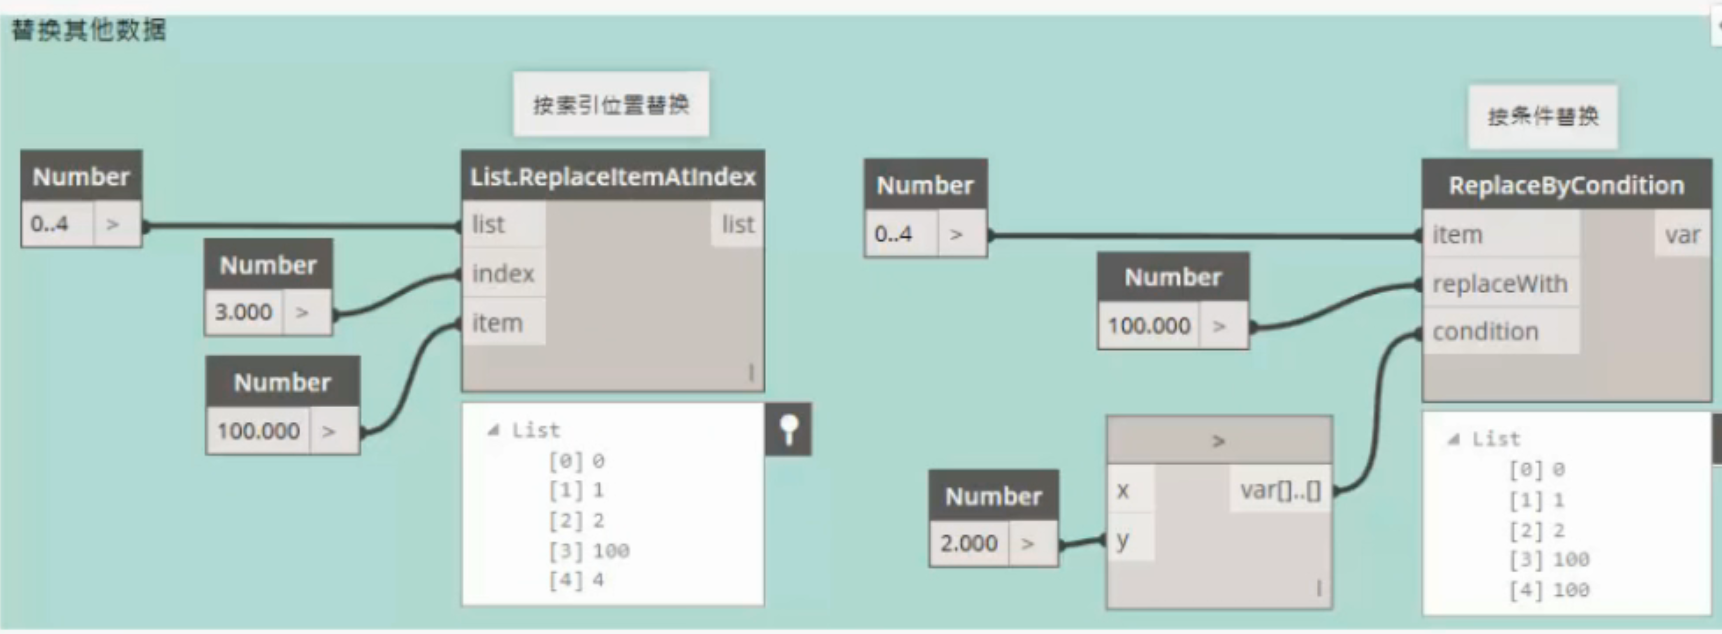 替换其他数据
按索引位置替换
Number
0..4 >
Number
3.000 >
Number
100.000 >
List.ReplaceItemAtIndex
list list
index
item
l
List
[0] 0
[1] 1
[2] 2
[3] 100
[4] 4
按条件替换
Number
0..4 >
Number
100.000 >
Number
2.000 >
>
x var[]..[]
y
l
ReplaceByCondition
item var
replaceWith
condition
List
[0] 0
[1] 1
[2] 2
[3] 100
[4] 100